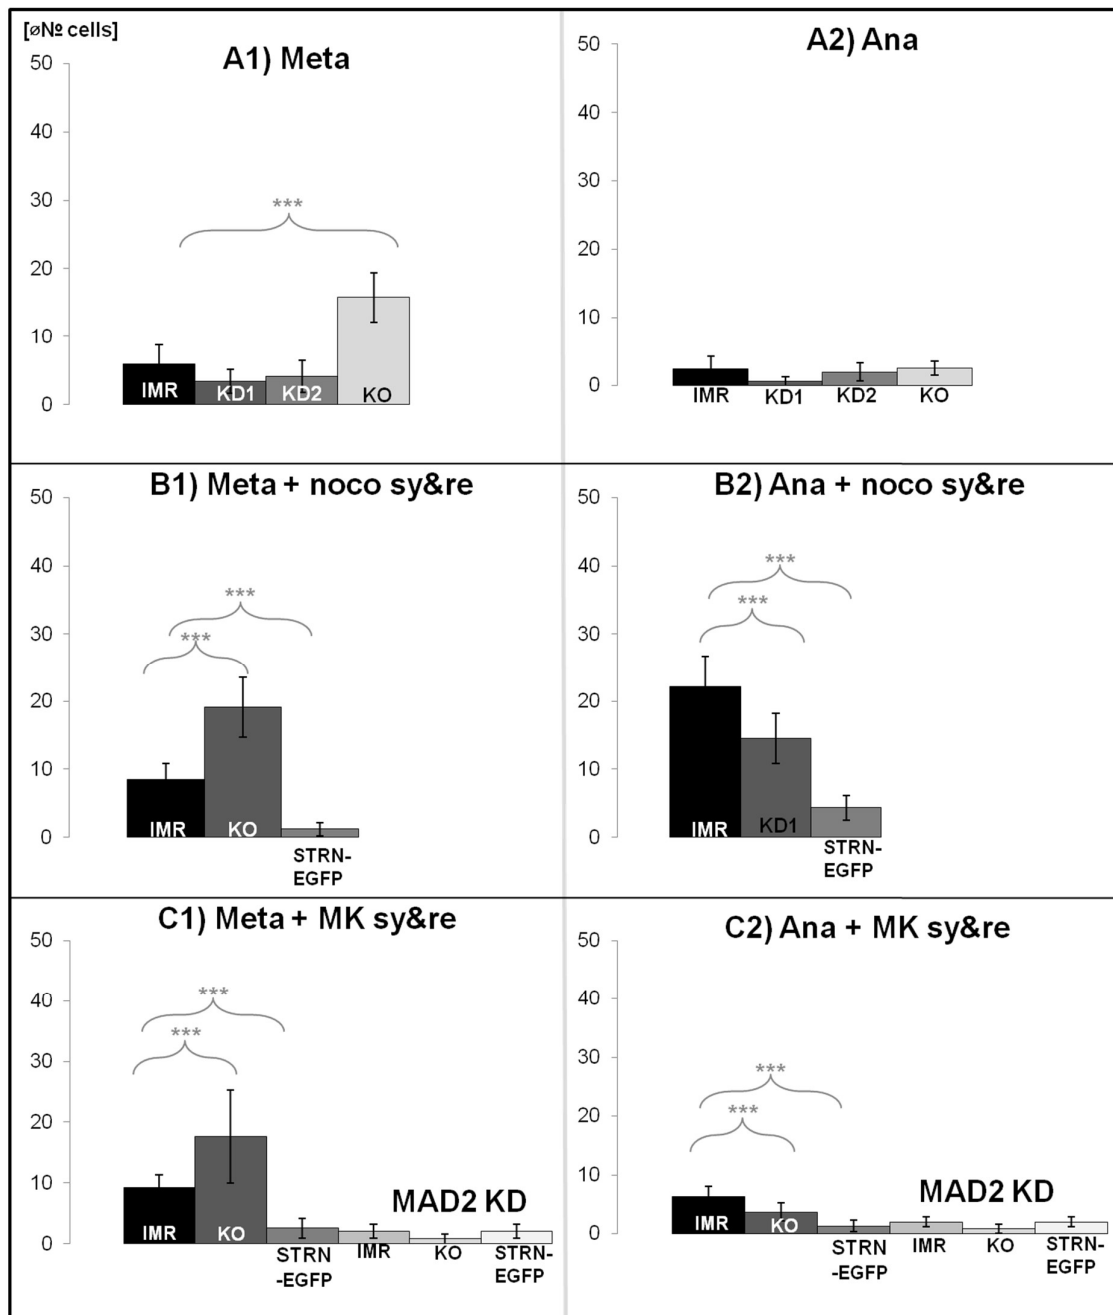 [øNº cells]
A1) Meta
50
40
30
20
10
0
***
IMR
KD1
KD2
KO
A2) Ana
50
40
30
20
10
0
IMR
KD1
KD2
KO
B1) Meta + noco sy&re
50
40
30
20
10
0
***
***
IMR
KO
STRN-
EGFP
B2) Ana + noco sy&re
50
40
30
20
10
0
***
***
IMR
KD1
STRN-
EGFP
C1) Meta + MK sy&re
50
40
30
20
10
0
***
***
MAD2 KD
IMR
KO
STRN
-EGFP
IMR
KO
STRN-
EGFP
C2) Ana + MK sy&re
50
40
30
20
10
0
***
***
MAD2 KD
IMR
KO
STRN
-EGFP
IMR
KO
STRN-
EGFP